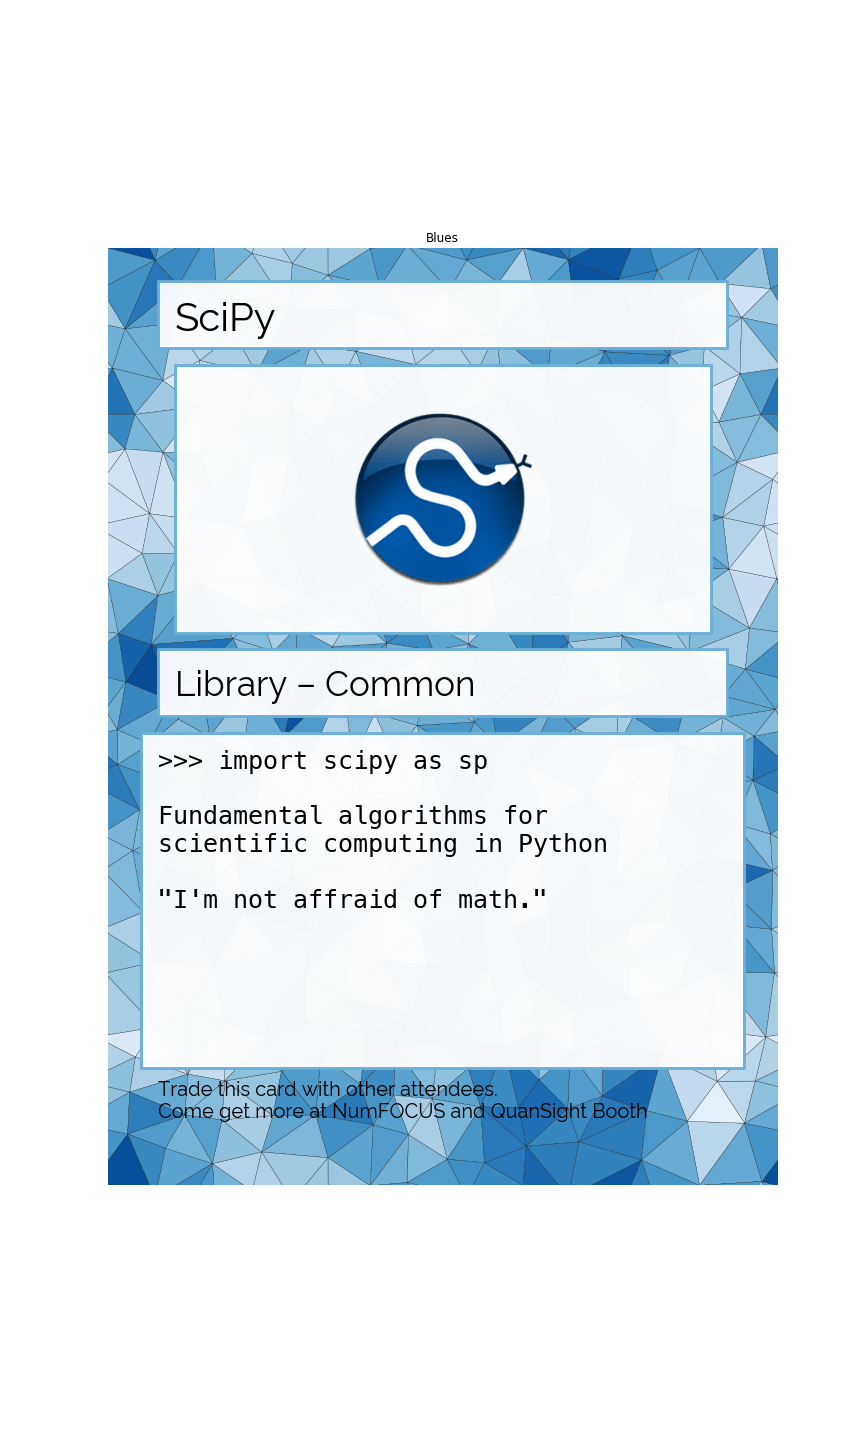 Blues
SciPy
Library – Common
>>> import scipy as sp
Fundamental algorithms for
scientific computing in Python
"I'm not affraid of math."
Trade this card with other attendees.
Come get more at NumFOCUS and QuanSight Booth